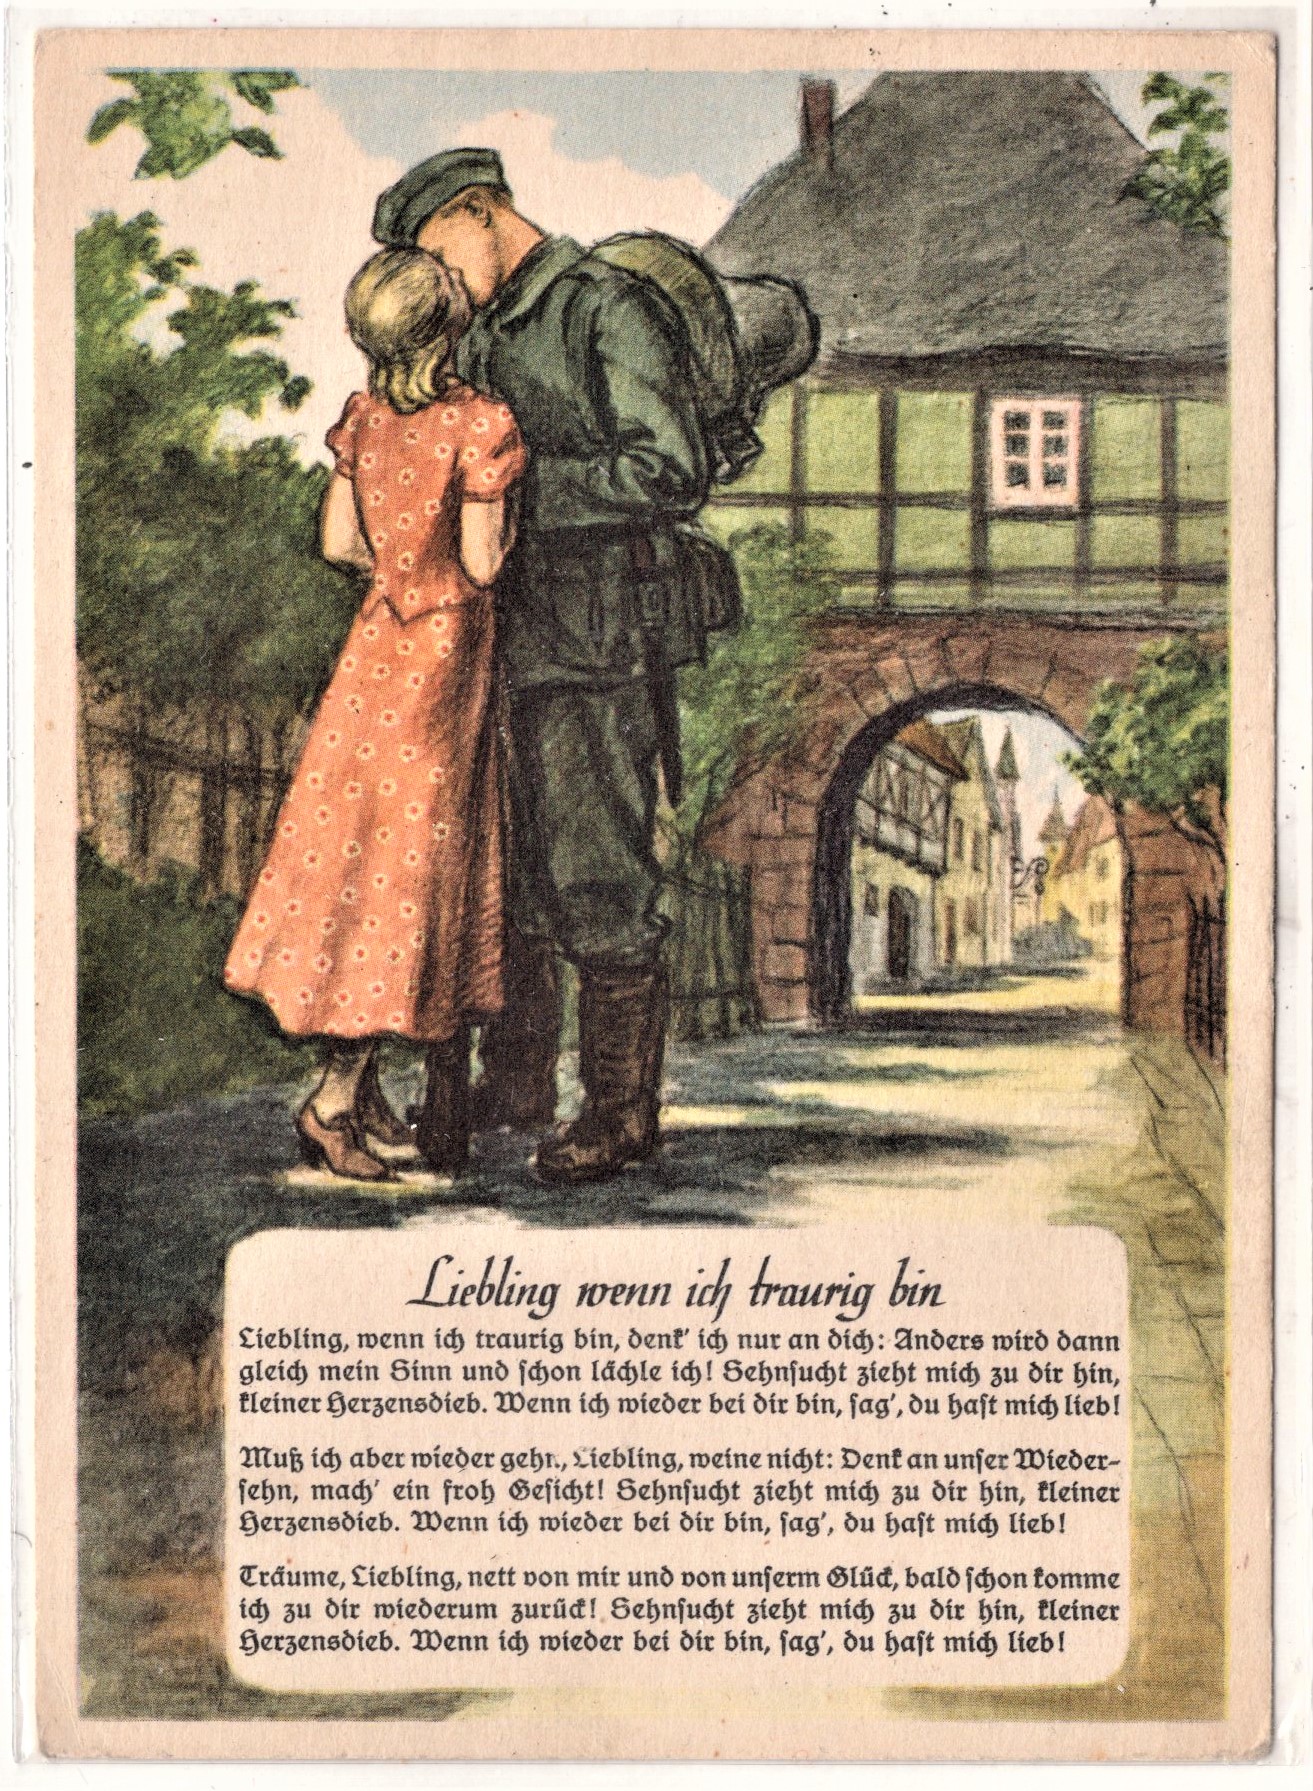 Liebling wenn ich traurig bin
Liebling, wenn ich traurig bin, denk' ich nur an dich: Anders wird dann
gleich mein Sinn und schon lächle ich! Sehnsucht zieht mich zu dir hin,
kleiner Herzensdieb. Wenn ich wieder bei dir bin, sag', du hast mich lieb!
Muß ich aber wieder gehn, Liebling, weine nicht: Denk an unser Wieder-
sehn, mach' ein froh Gesicht! Sehnsucht zieht mich zu dir hin, kleiner
Herzensdieb. Wenn ich wieder bei dir bin, sag', du hast mich lieb!
Träume, Liebling, nett von mir und von unserm Glück, bald schon komme
ich zu dir wiederum zurück! Sehnsucht zieht mich zu dir hin, kleiner
Herzensdieb. Wenn ich wieder bei dir bin, sag', du hast mich lieb!